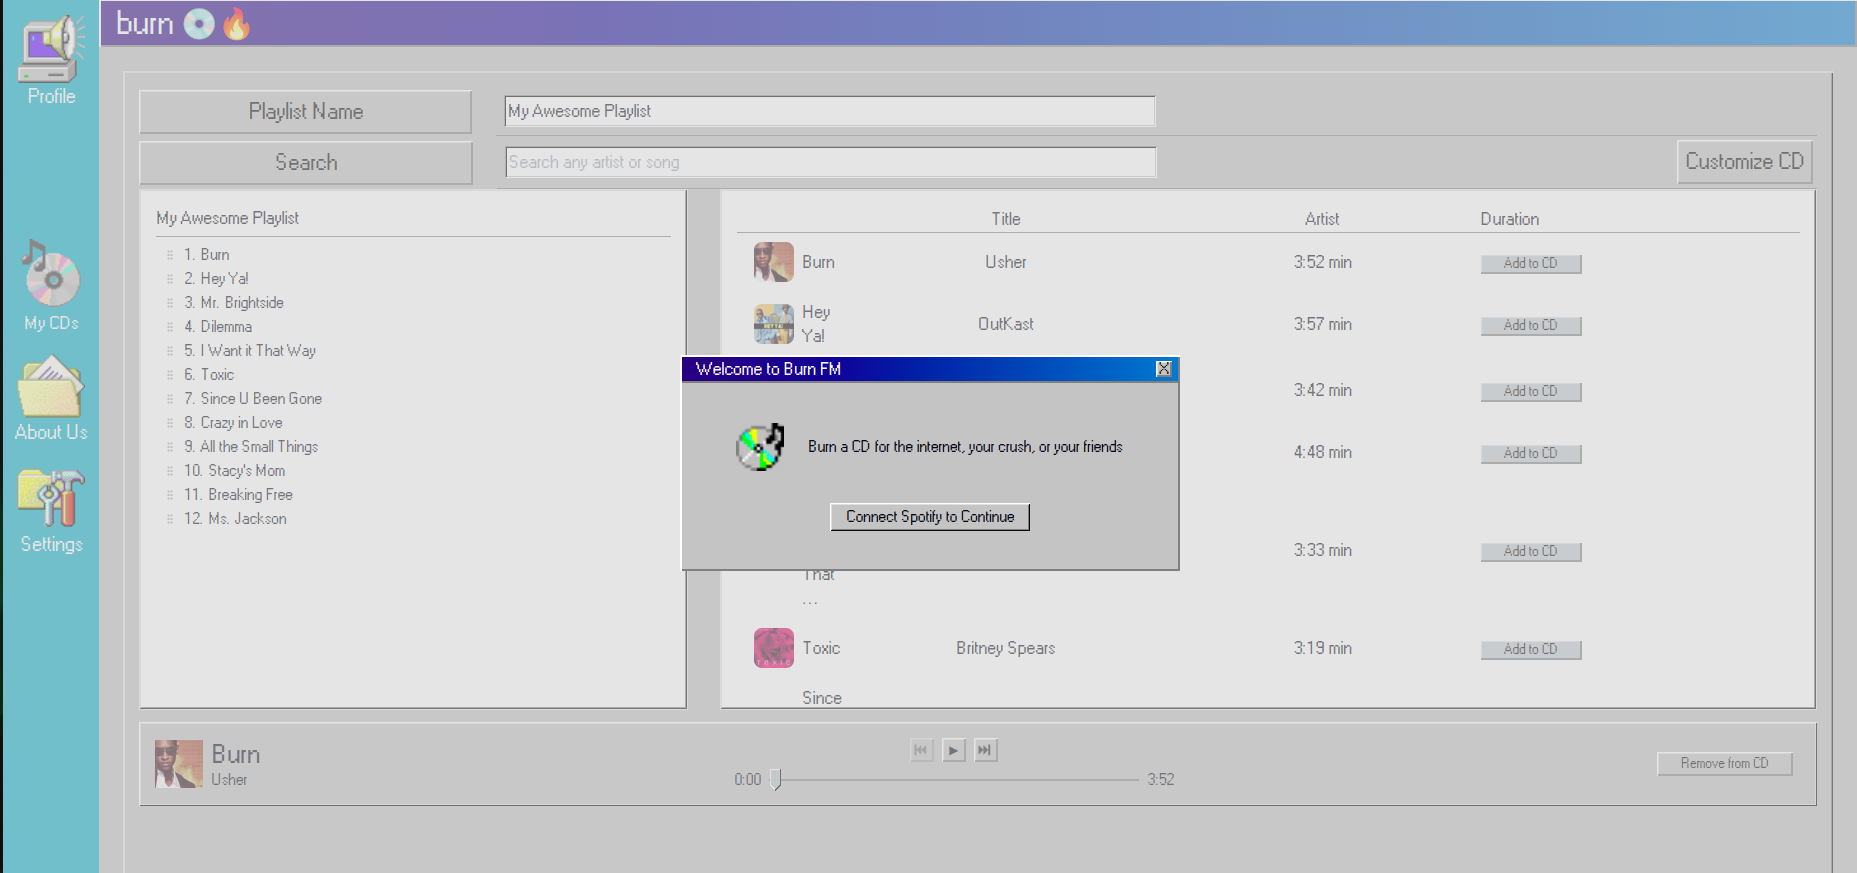 burn
Profile
Playlist Name
My Awesome Playlist
Search
Search any artist or song
Customize CD
My CDs
About Us
Settings
My Awesome Playlist
1. Burn
2. Hey Ya!
3. Mr. Brightside
4. Dilemma
5. I Want it That Way
6. Toxic
7. Since U Been Gone
8. Crazy in Love
9. All the Small Things
10. Stacy's Mom
11. Breaking Free
12. Ms. Jackson
Title Artist Duration
Burn Usher 3:52 min Add to CD
Hey
Ya! OutKast 3:57 min Add to CD
3:42 min Add to CD
4:48 min Add to CD
Welcome to Burn FM
Burn a CD for the internet, your crush, or your friends
Connect Spotify to Continue
3:33 min Add to CD
That
...
TOXIC
Toxic Britney Spears 3:19 min Add to CD
Since
Burn
Usher
0:00 3:52
Remove from CD